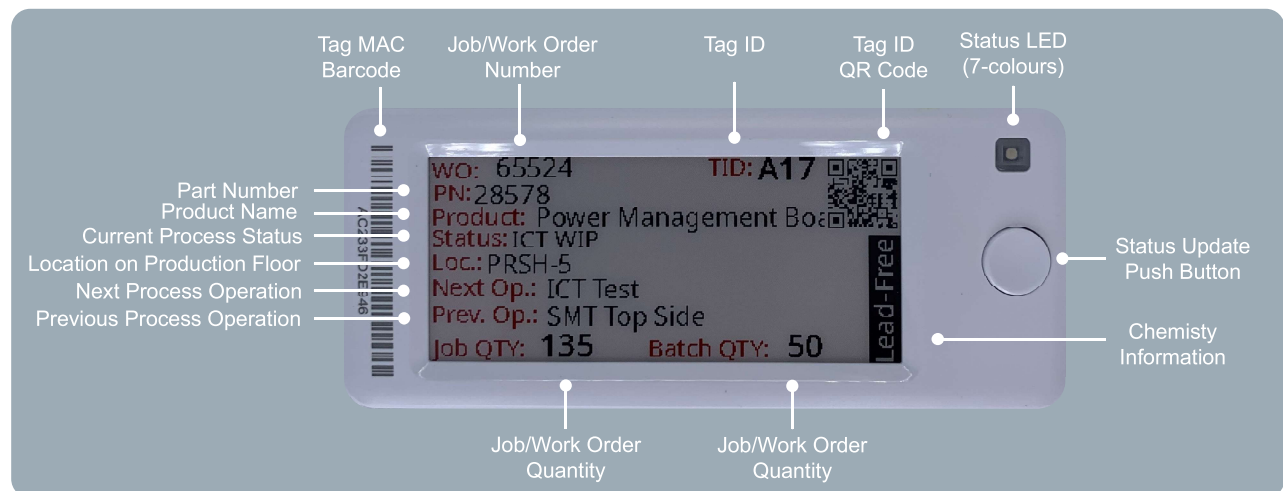 Tag MAC
Barcode
Job/Work Order
Number
Tag ID
Tag ID
QR Code
Status LED
(7-colours)
Part Number
Product Name
Current Process Status
Location on Production Floor
Next Process Operation
Previous Process Operation
AC233FD2E946
WO: 65524 TID: A17
PN:28578
Product: Power Management Boa
Status: ICT WIP
Loc.: PRSH-5
Next Op.: ICT Test
Prev. Op.: SMT Top Side
Job QTY: 135 Batch QTY: 50
Lead-Free
Status Update
Push Button
Chemisty
Information
Job/Work Order
Quantity
Job/Work Order
Quantity